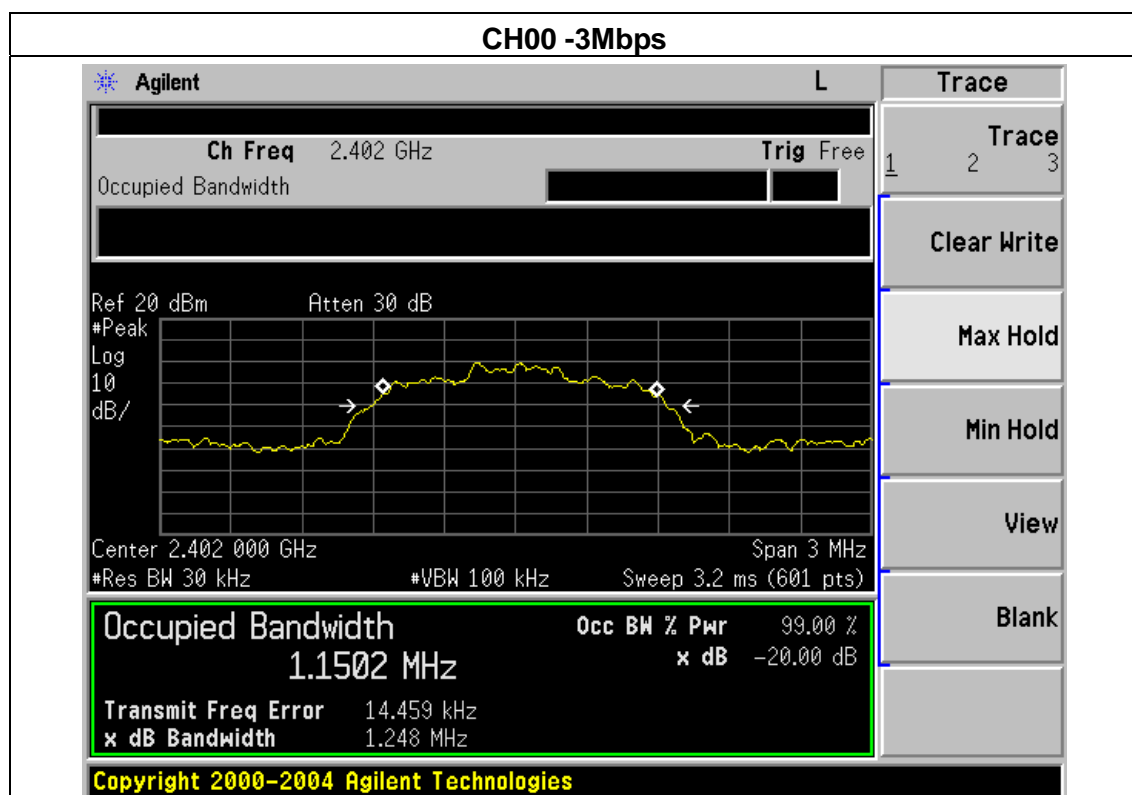 CH00 -3Mbps
Agilent L Trace
Ch Freq 2.402 GHz Trig Free
Occupied Bandwidth
Trace
1 2 3
Clear Write
Max Hold
Min Hold
View
Blank
Ref 20 dBm Atten 30 dB
#Peak
Log
10
dB/
Center 2.402 000 GHz Span 3 MHz
#Res BW 30 kHz #VBW 100 kHz Sweep 3.2 ms (601 pts)
Occupied Bandwidth Occ BW % Pwr 99.00 %
1.1502 MHz x dB -20.00 dB
Transmit Freq Error 14.459 kHz
x dB Bandwidth 1.248 MHz
Copyright 2000-2004 Agilent Technologies